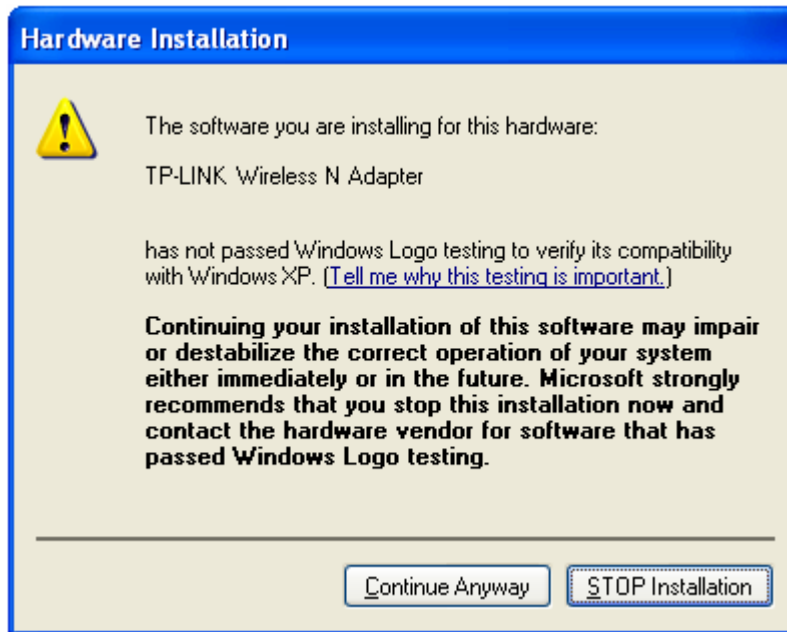 Hardware Installation
The software you are installing for this hardware:
TP-LINK Wireless N Adapter
has not passed Windows Logo testing to verify its compatibility
with Windows XP. (Tell me why this testing is important.)
Continuing your installation of this software may impair
or destabilize the correct operation of your system
either immediately or in the future. Microsoft strongly
recommends that you stop this installation now and
contact the hardware vendor for software that has
passed Windows Logo testing.
Continue Anyway STOP Installation